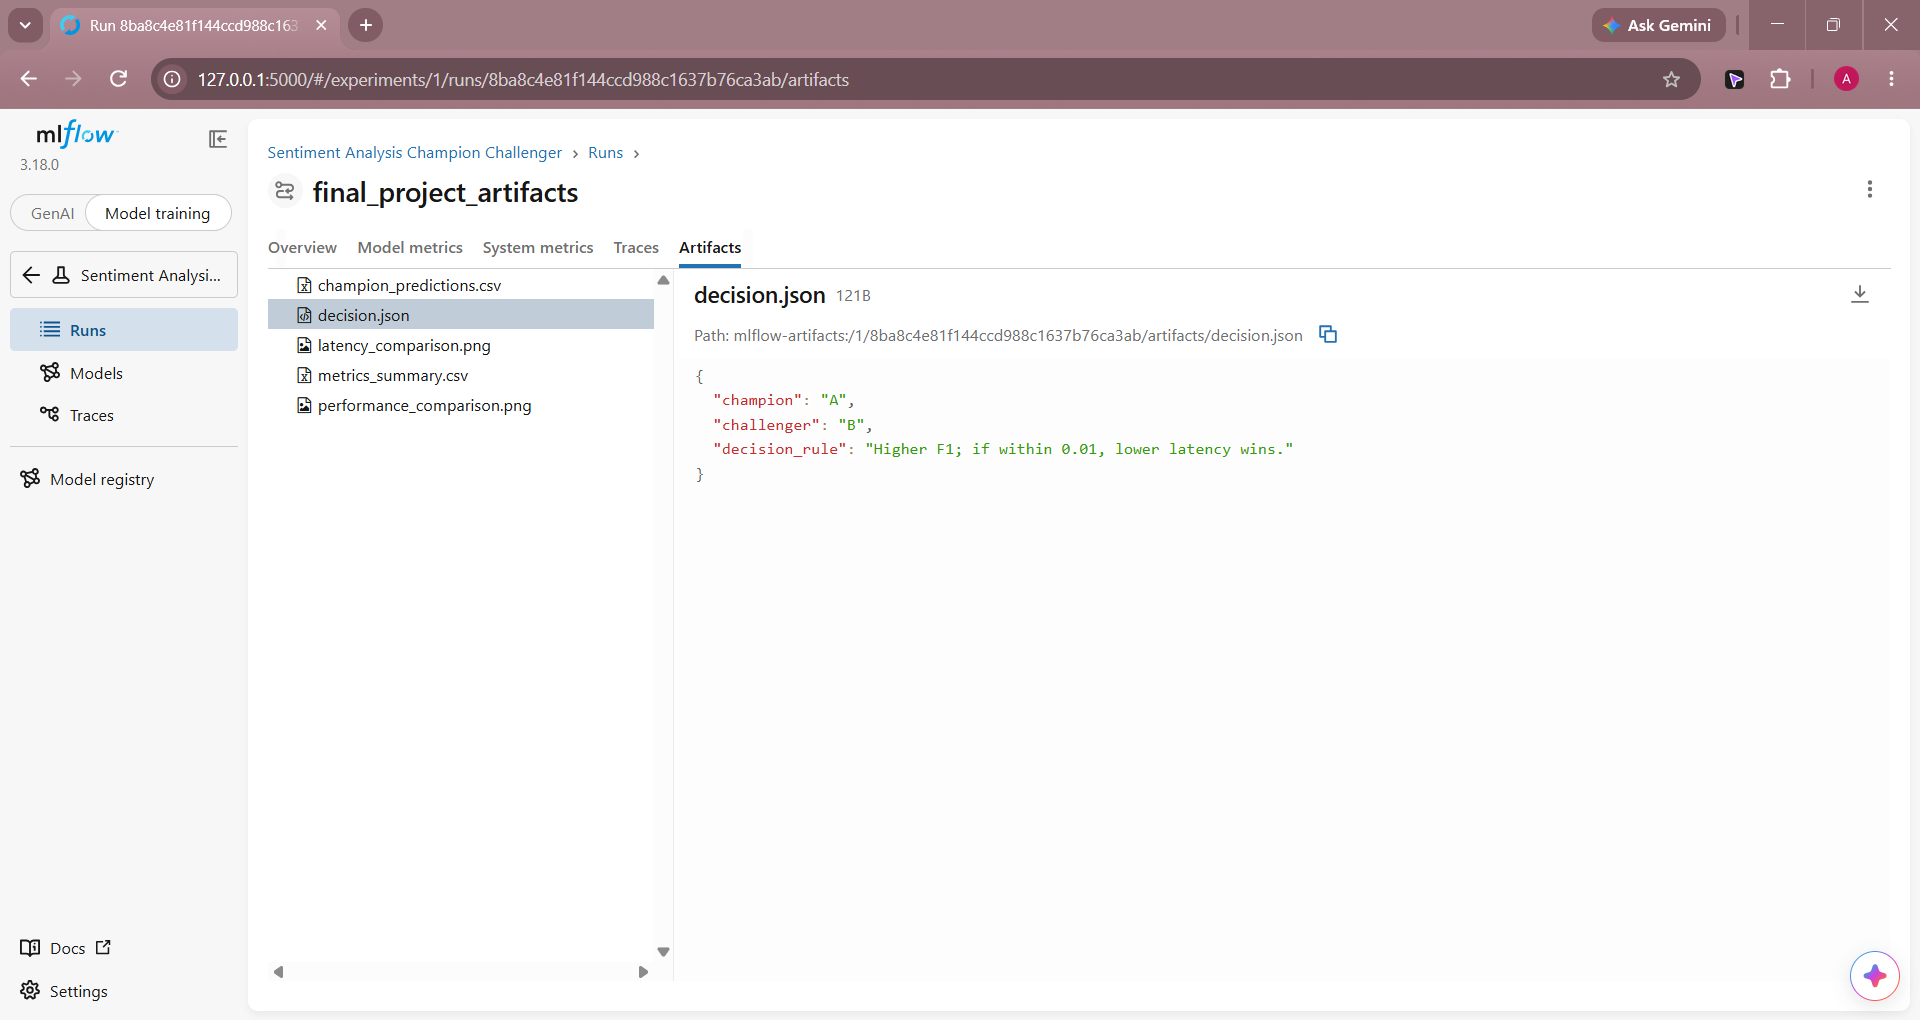 Run 8ba8c4e81f144ccd988c163
Ask Gemini
127.0.0.1:5000/#/experiments/1/runs/8ba8c4e81f144ccd988c1637b76ca3ab/artifacts
A
mlflow
3.18.0
GenAI
Model training
Sentiment Analysi...
Runs
Models
Traces
Model registry
Docs
Settings
Sentiment Analysis Champion Challenger › Runs ›
final_project_artifacts
Overview Model metrics System metrics Traces Artifacts
champion_predictions.csv
decision.json
latency_comparison.png
metrics_summary.csv
performance_comparison.png
decision.json 121B
Path: mlflow-artifacts:/1/8ba8c4e81f144ccd988c1637b76ca3ab/artifacts/decision.json
{
"champion": "A",
"challenger": "B",
"decision_rule": "Higher F1; if within 0.01, lower latency wins."
}